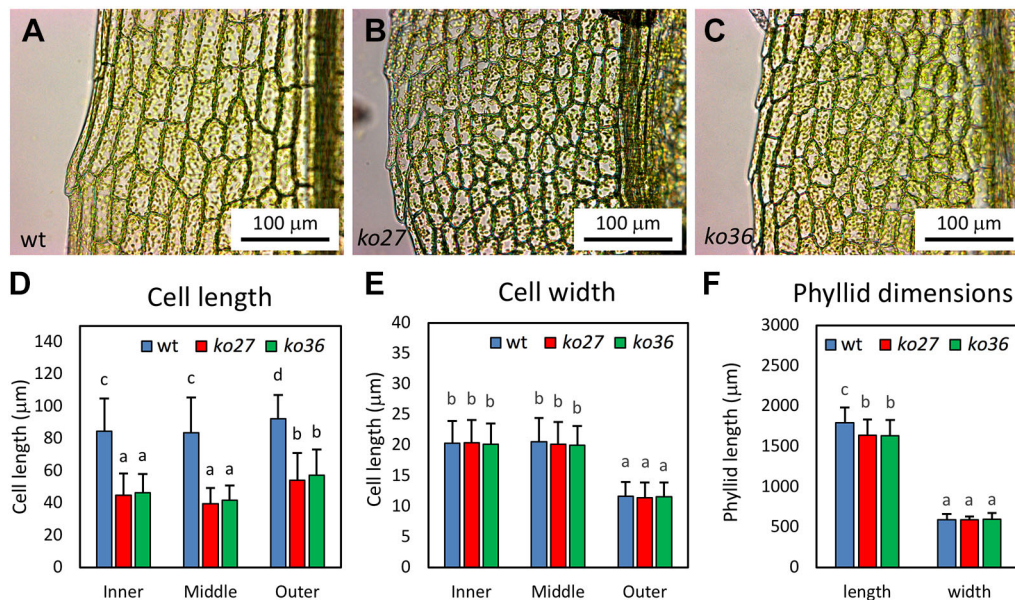 A
wt
100 µm
B
ko27
100 µm
C
ko36
100 µm
D
Cell length
Cell length (µm)
140
120
100
80
60
40
20
0
wt ko27 ko36
c a a c a a d b b
Inner Middle Outer
E
Cell width
Cell length (µm)
40
35
30
25
20
15
10
5
0
wt ko27 ko36
b b b b b b a a a
Inner Middle Outer
F
Phyllid dimensions
Phyllid length (µm)
3000
2500
2000
1500
1000
500
0
wt ko27 ko36
c b b a a a
length width